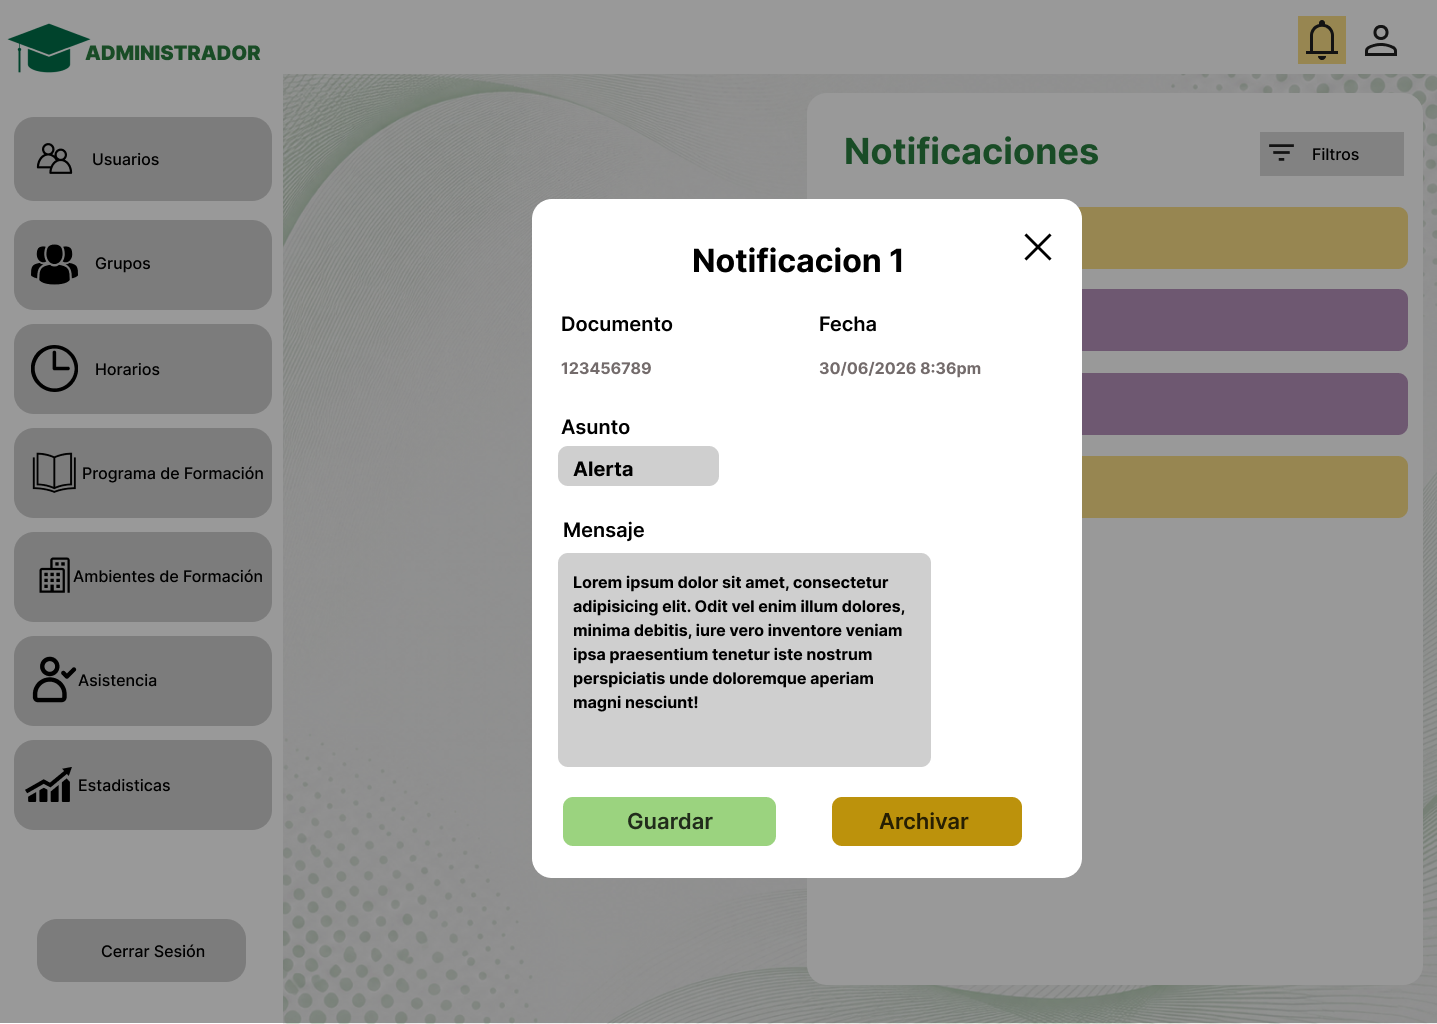 ADMINISTRADOR
Usuarios
Grupos
Horarios
Programa de Formación
Ambientes de Formación
Asistencia
Estadisticas
Cerrar Sesión
Notificaciones
Filtros
Notificacion 1
Documento
Fecha
123456789
30/06/2026 8:36pm
Asunto
Alerta
Mensaje
Lorem ipsum dolor sit amet, consectetur
adipisicing elit. Odit vel enim illum dolores,
minima debitis, iure vero inventore veniam
ipsa praesentium tenetur iste nostrum
perspiciatis unde doloremque aperiam
magni nesciunt!
Guardar
Archivar